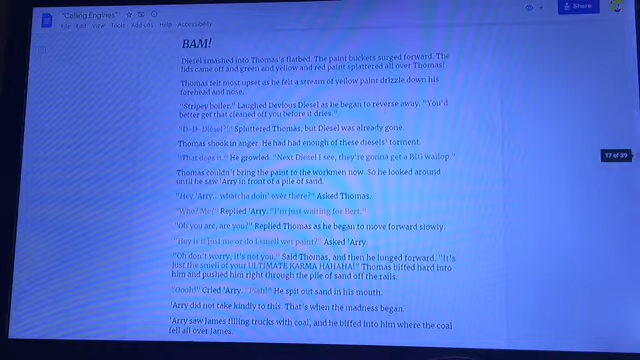 "Calling Engines"
File Edit View Tools Add-ons Help Accessibility
Share
BAM!
Diesel smashed into Thomas's flatbed. The paint buckets surged forward. The
lids came off and green and yellow and red paint splattered all over Thomas!
Thomas felt most upset as he felt a stream of yellow paint drizzle down his
forehead and nose.
"Stripey boiler." Laughed Devious Diesel as he began to reverse away. "You'd
better get that cleaned off you before it dries."
"D-D-Diesel?!" Spluttered Thomas, but Diesel was already gone.
Thomas shook in anger. He had had enough of these diesels' torment.
"That does it." He growled. "Next Diesel I see, they're gonna get a BIG wallop."
Thomas couldn't bring the paint to the workmen now. So he looked around
until he saw 'Arry in front of a pile of sand.
"Hey 'Arry... whatcha doin' over there?" Asked Thomas.
"Who? Me?" Replied 'Arry. "I'm just waiting for Bert."
"Oh you are, are you?" Replied Thomas as he began to move forward slowly.
"Hey is it just me or do I smell wet paint?" Asked 'Arry.
"Oh don't worry, it's not you." Said Thomas, and then he lunged forward. "It's
just the smell of your ULTIMATE KARMA HAHAHA!" Thomas biffed hard into
him and pushed him right through the pile of sand off the rails.
"Oooh!" Cried 'Arry. "Plah!" He spit out sand in his mouth.
'Arry did not take kindly to this. That's when the madness began.
'Arry saw James filling trucks with coal, and he biffed into him where the coal
fell all over James.
17 of 39